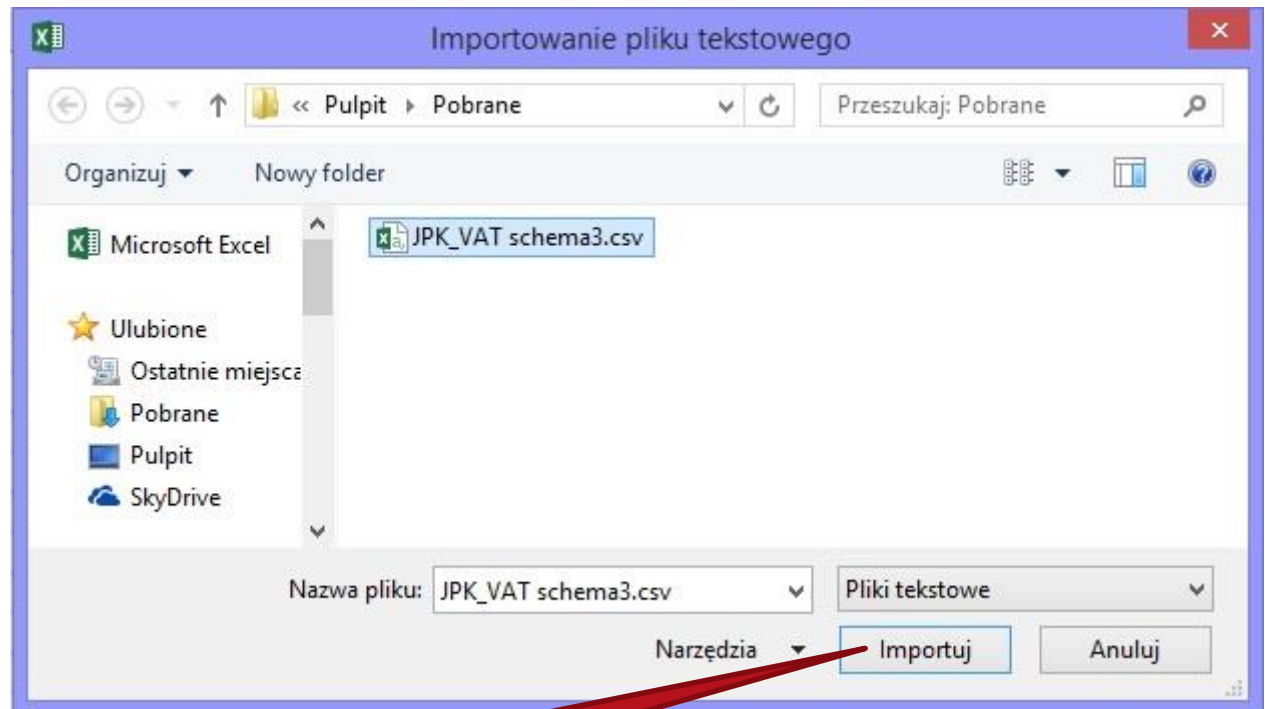 Importowanie pliku tekstowego
« Pulpit Pobrane
Przeszukaj: Pobrane
Organizuj
Nowy folder
Microsoft Excel
JPK_VAT schema3.csv
Ulubione
Ostatnie miejsca
Pobrane
Pulpit
SkyDrive
Nazwa pliku: JPK_VAT schema3.csv
Pliki tekstowe
Narzędzia
Importuj
Anuluj